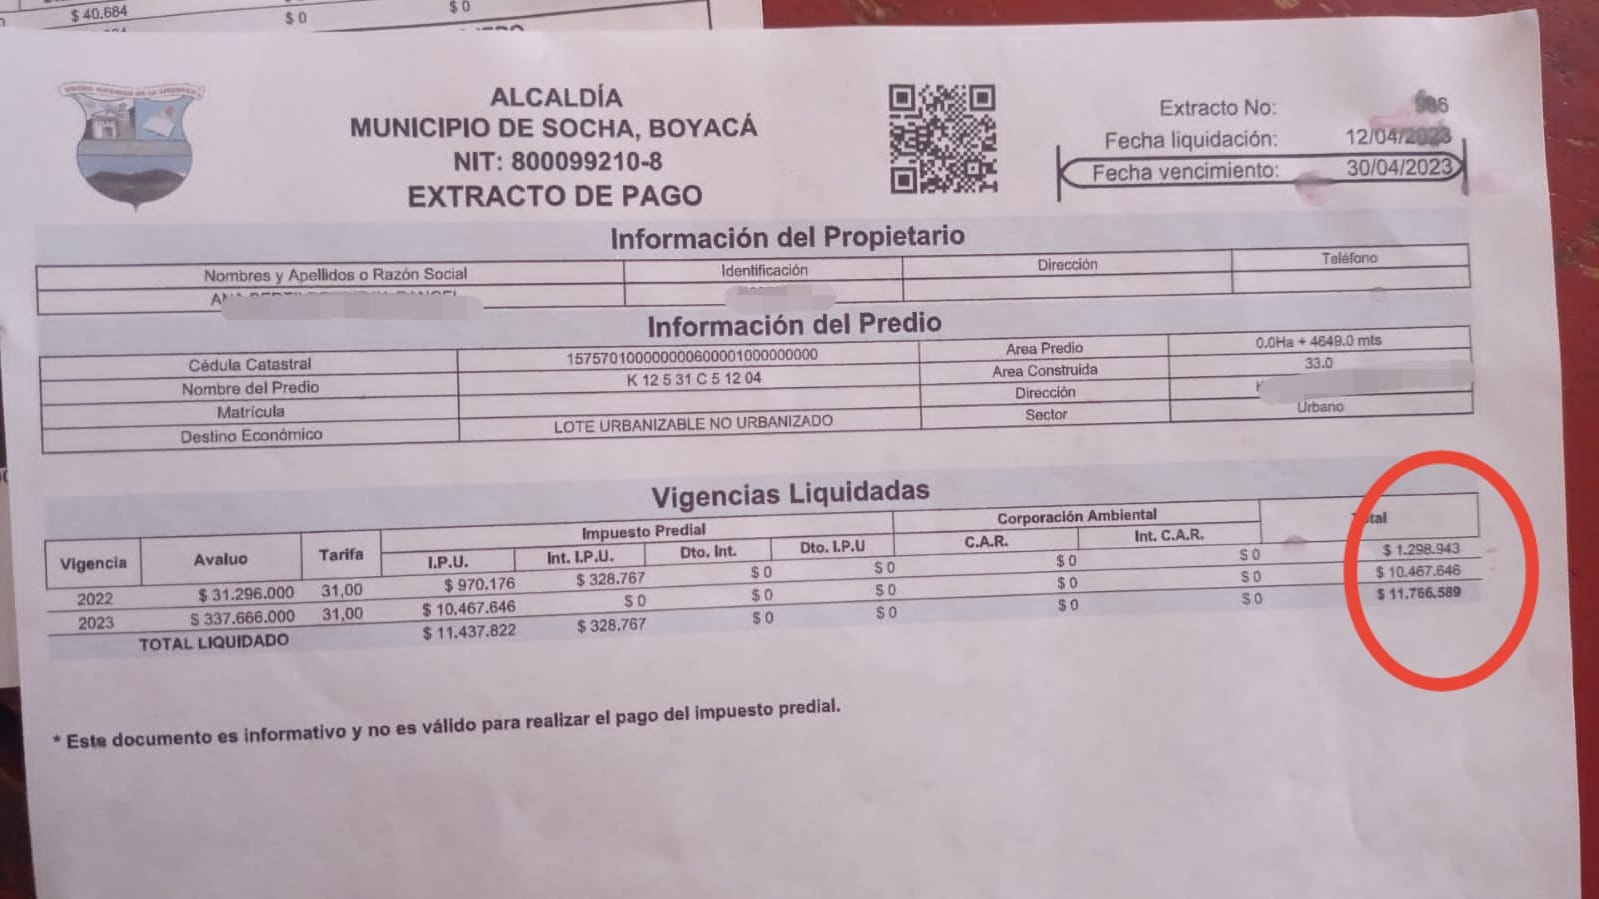 $ 40.684
$ 0
$ 0
ALCALDÍA
MUNICIPIO DE SOCHA, BOYACÁ
NIT: 800099210-8
EXTRACTO DE PAGO
Extracto No:
Fecha liquidación: 12/04/2023
Fecha vencimiento: 30/04/2023
Información del Propietario
Nombres y Apellidos o Razón Social Identificación Dirección Teléfono
Información del Predio
Cédula Catastral 157570100000000600001000000000 Area Predio 0.0Ha + 4649.0 mts
Nombre del Predio K 12 5 31 C 5 12 04 Area Construida 33.0
Matrícula Dirección
Destino Económico LOTE URBANIZABLE NO URBANIZADO Sector Urbano
Vigencias Liquidadas
Impuesto Predial Corporación Ambiental
Vigencia Avaluo Tarifa I.P.U. Int. I.P.U. Dto. Int. Dto. I.P.U C.A.R. Int. C.A.R. Total
2022 $ 31.296.000 31,00 $ 970.176 $ 328.767 $ 0 $ 0 $ 0 $ 0 $ 1.298.943
2023 $ 337.666.000 31,00 $ 10.467.646 $ 0 $ 0 $ 0 $ 0 $ 0 $ 10.467.646
TOTAL LIQUIDADO $ 11.437.822 $ 328.767 $ 0 $ 0 $ 0 $ 0 $ 11.766.589
* Este documento es informativo y no es válido para realizar el pago del impuesto predial.